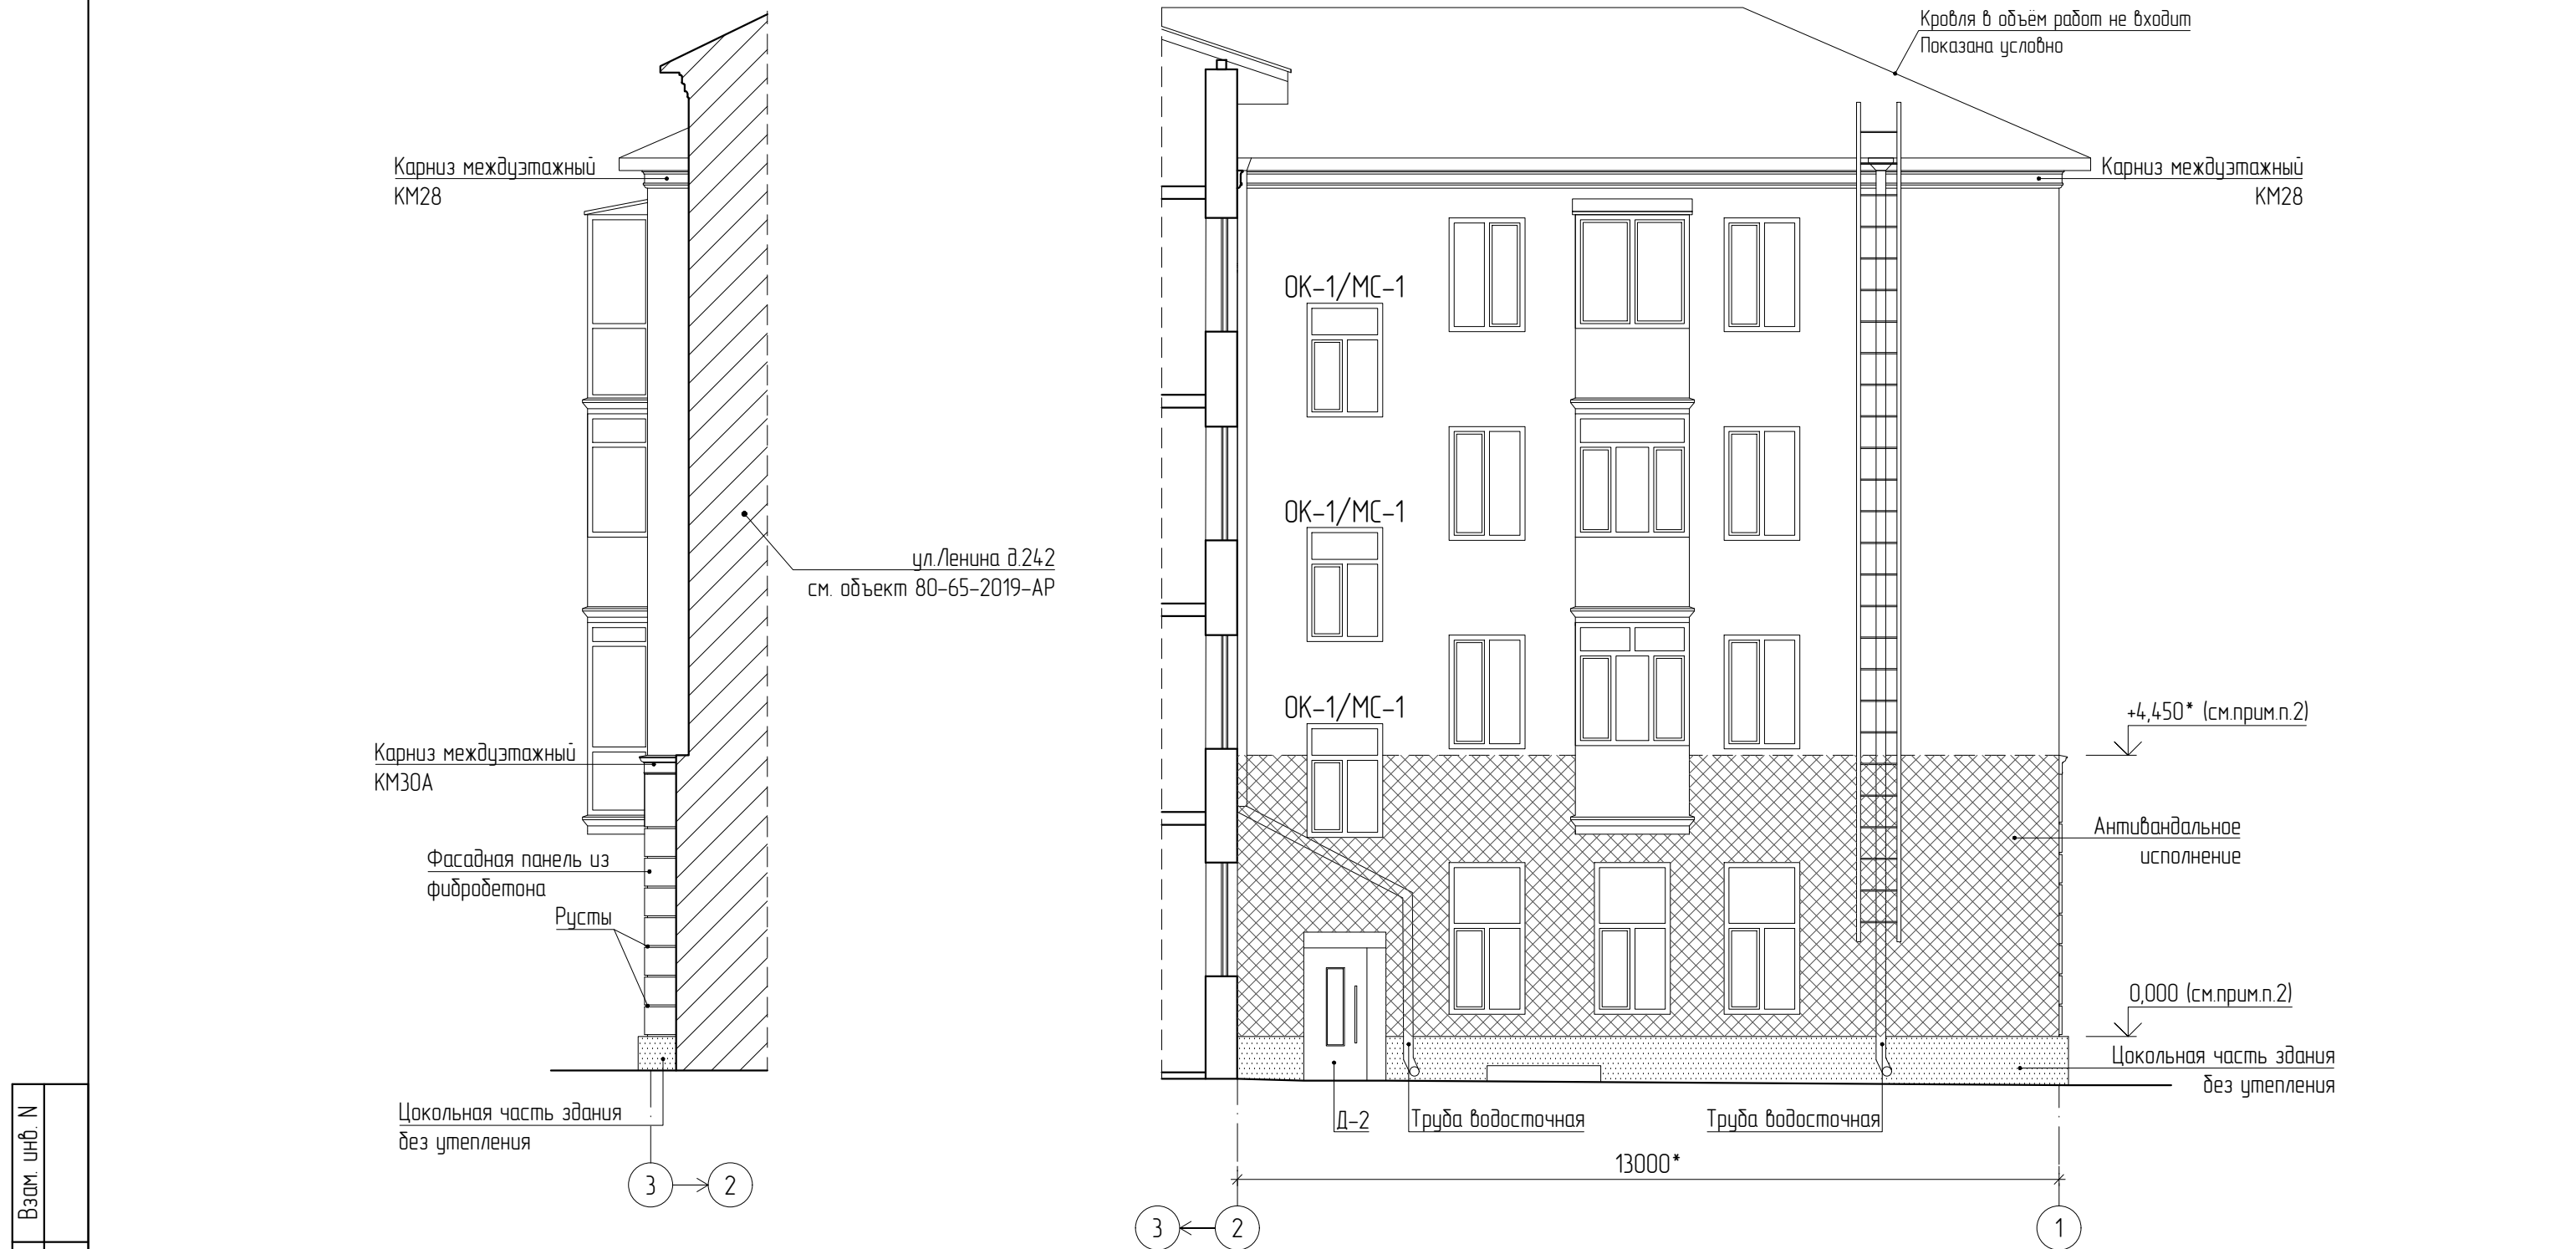 Кровля в объём работ не входит
Показана условно
Карниз междуэтажный
КМ28
Карниз междуэтажный
КМ28
ОК-1/МС-1
ОК-1/МС-1
ул.Ленина д.242
см. объект 80-65-2019-АР
ОК-1/МС-1
+4,450* (см.прим.п.2)
Карниз междуэтажный
КМ30А
Антивандальное
исполнение
Фасадная панель из
фибробетона
Русты
0,000 (см.прим.п.2)
Цокольная часть здания
без утепления
Цокольная часть здания
без утепления
Д-2
Труба водосточная
Труба водосточная
13000*
3
2
3
2
1
Взам. инв. N